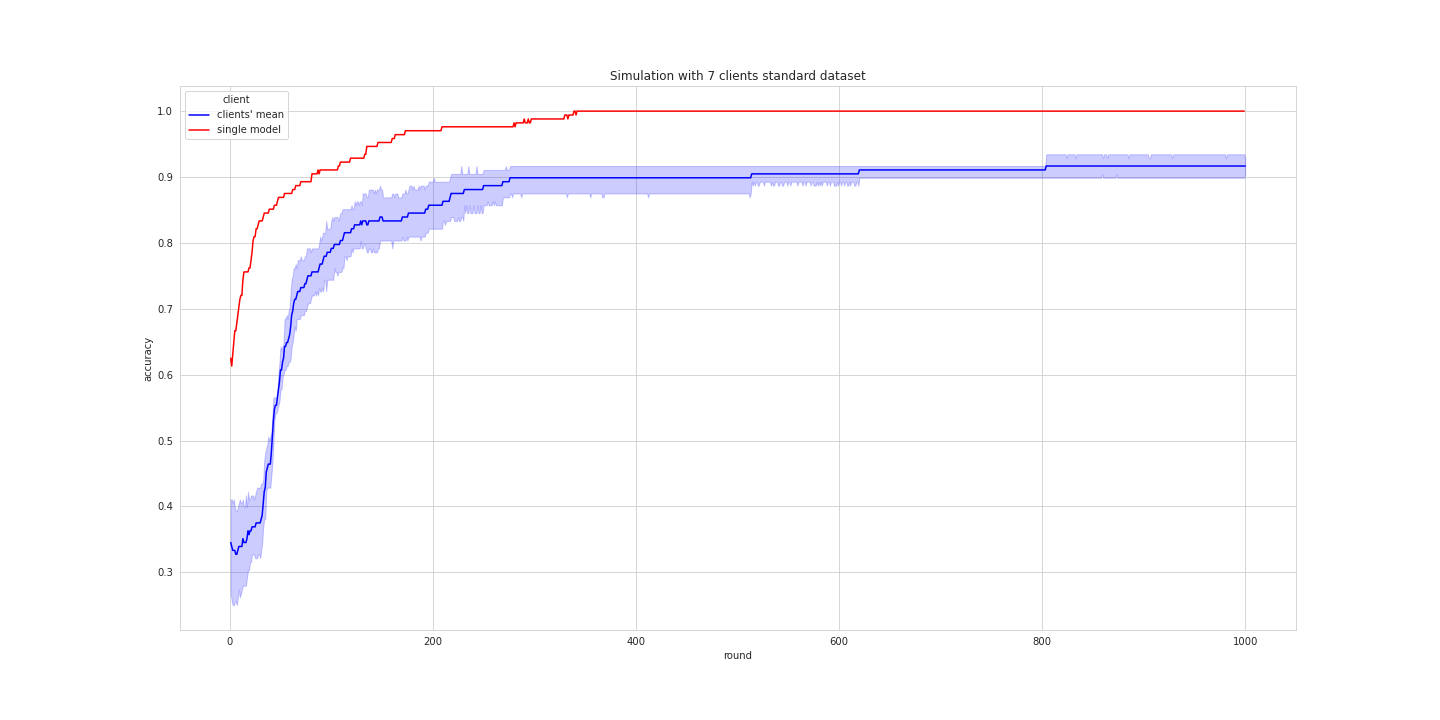 Simulation with 7 clients standard dataset
client
clients' mean
single model
accuracy
1.0
0.9
0.8
0.7
0.6
0.5
0.4
0.3
0 200 400 600 800 1000
round